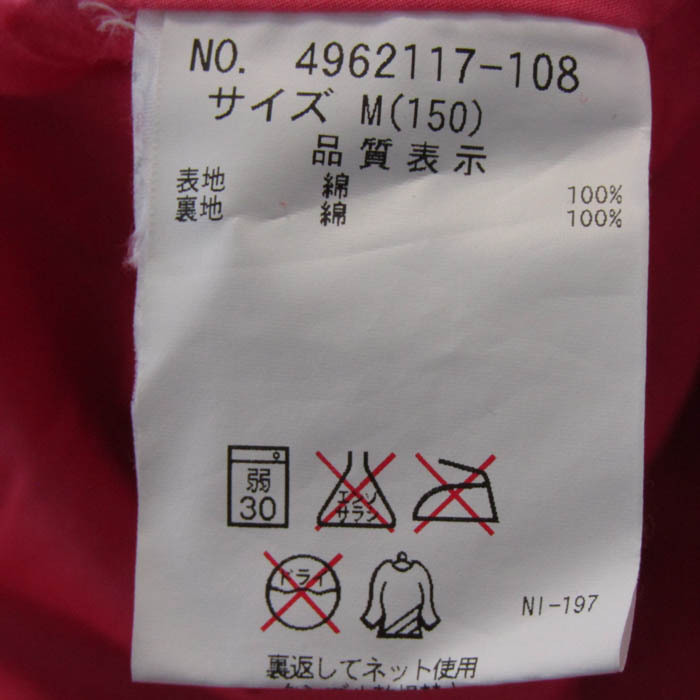 NO. 4962117-108
サイズ M(150)
品質表示
表地 綿 100%
裏地 綿 100%
弱 30
エンソ サラシ
ドライ
NI-197
裏返してネット使用